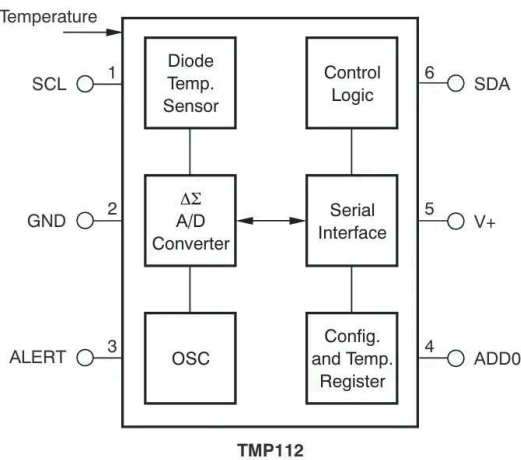 Temperature
Diode
Temp.
Sensor
Control
Logic
1
6
SCL
SDA
ΔΣ
A/D
Converter
Serial
Interface
2
5
GND
V+
OSC
Config.
and Temp.
Register
3
4
ALERT
ADD0
TMP112